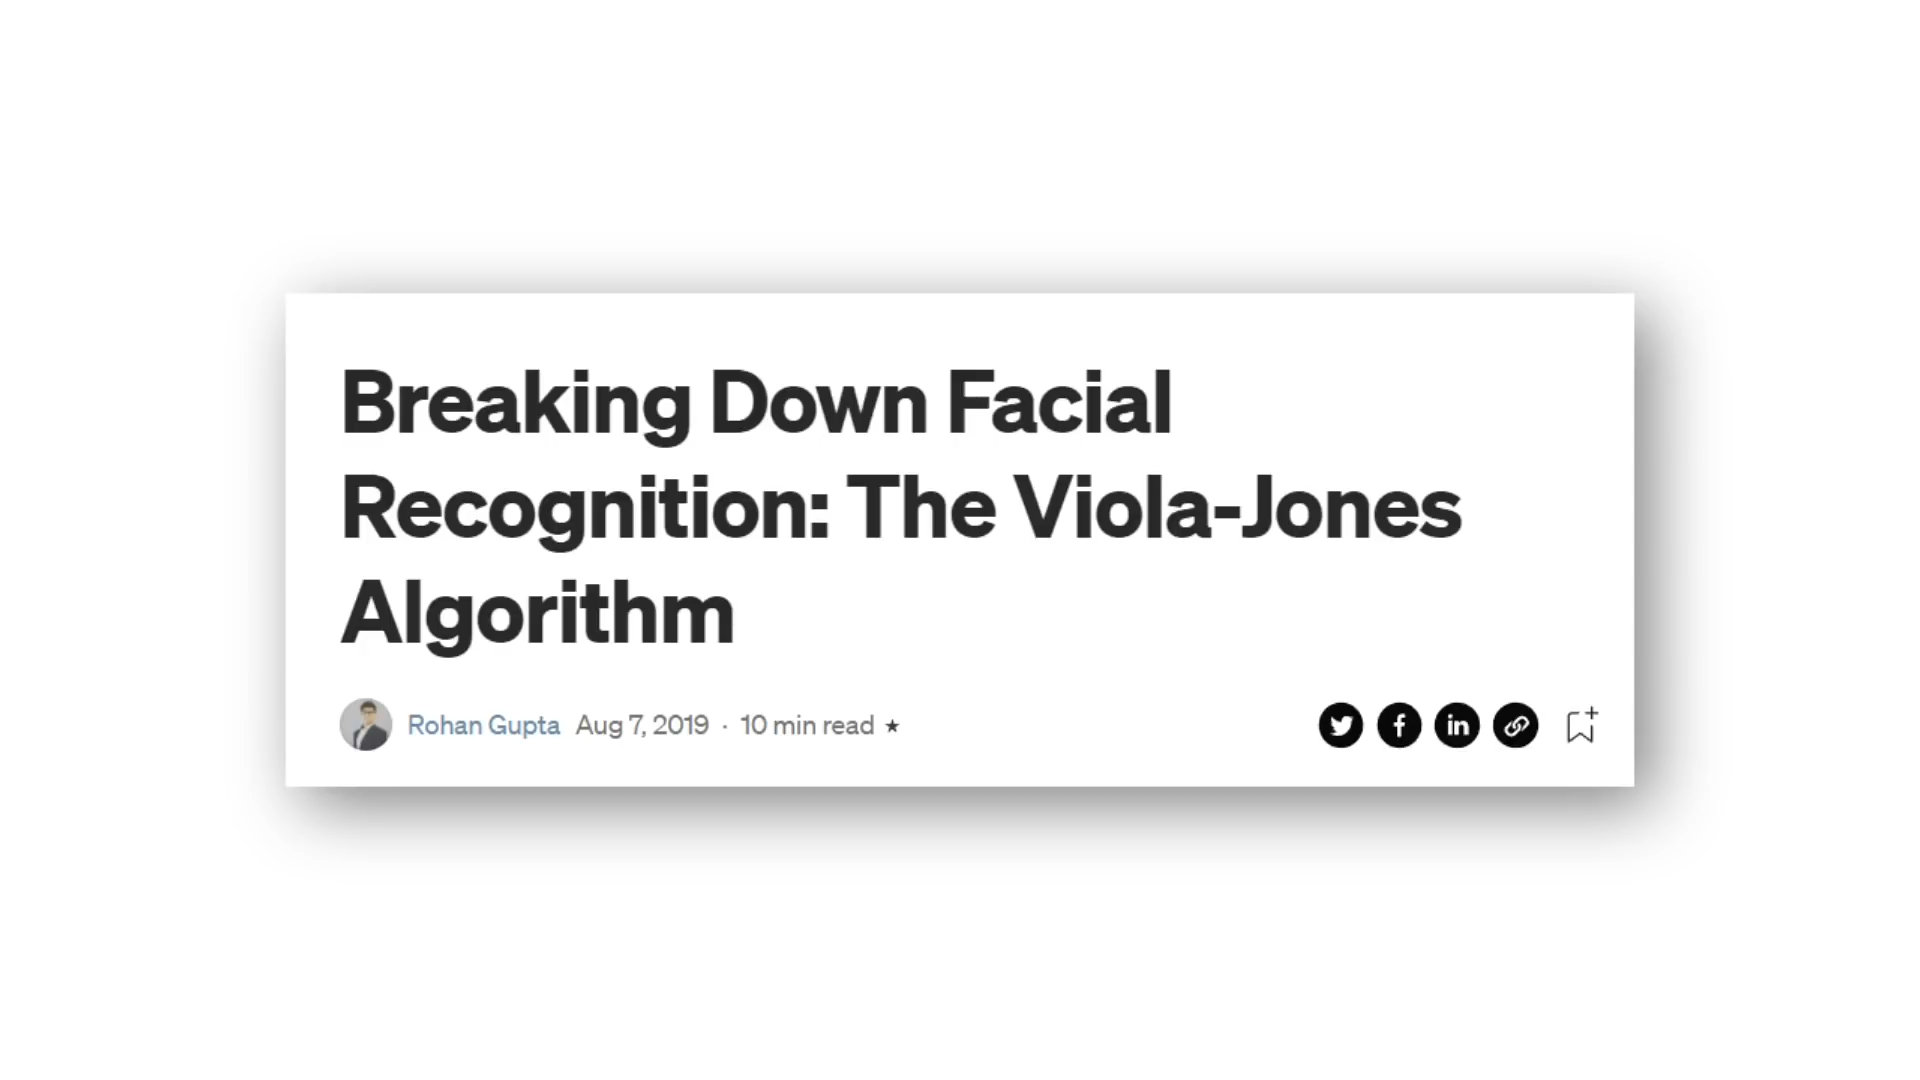 Breaking Down Facial
Recognition: The Viola-Jones
Algorithm
Rohan Gupta Aug 7, 2019 · 10 min read ★